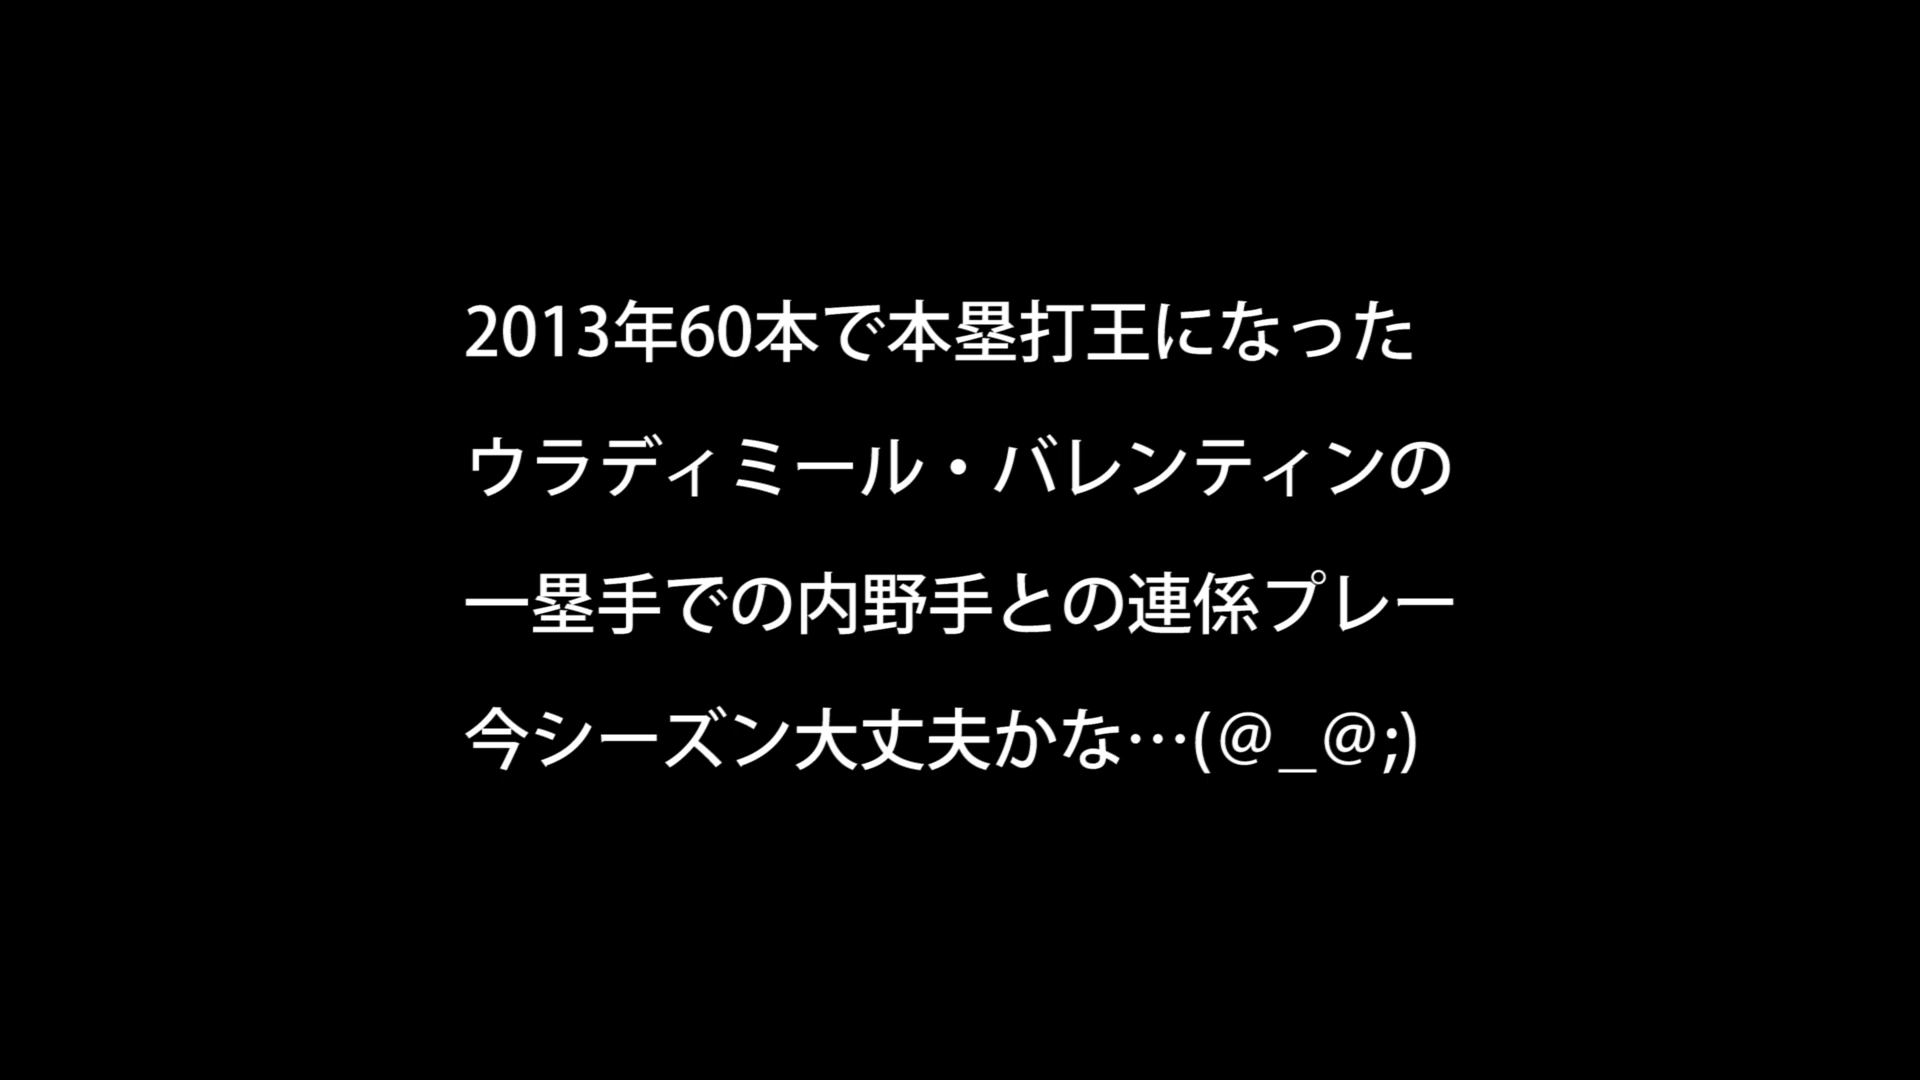 2013年60本で本塁打王になった
ウラディミール・バレンティンの
一塁手での内野手との連係プレー
今シーズン大丈夫かな…(@_@;)